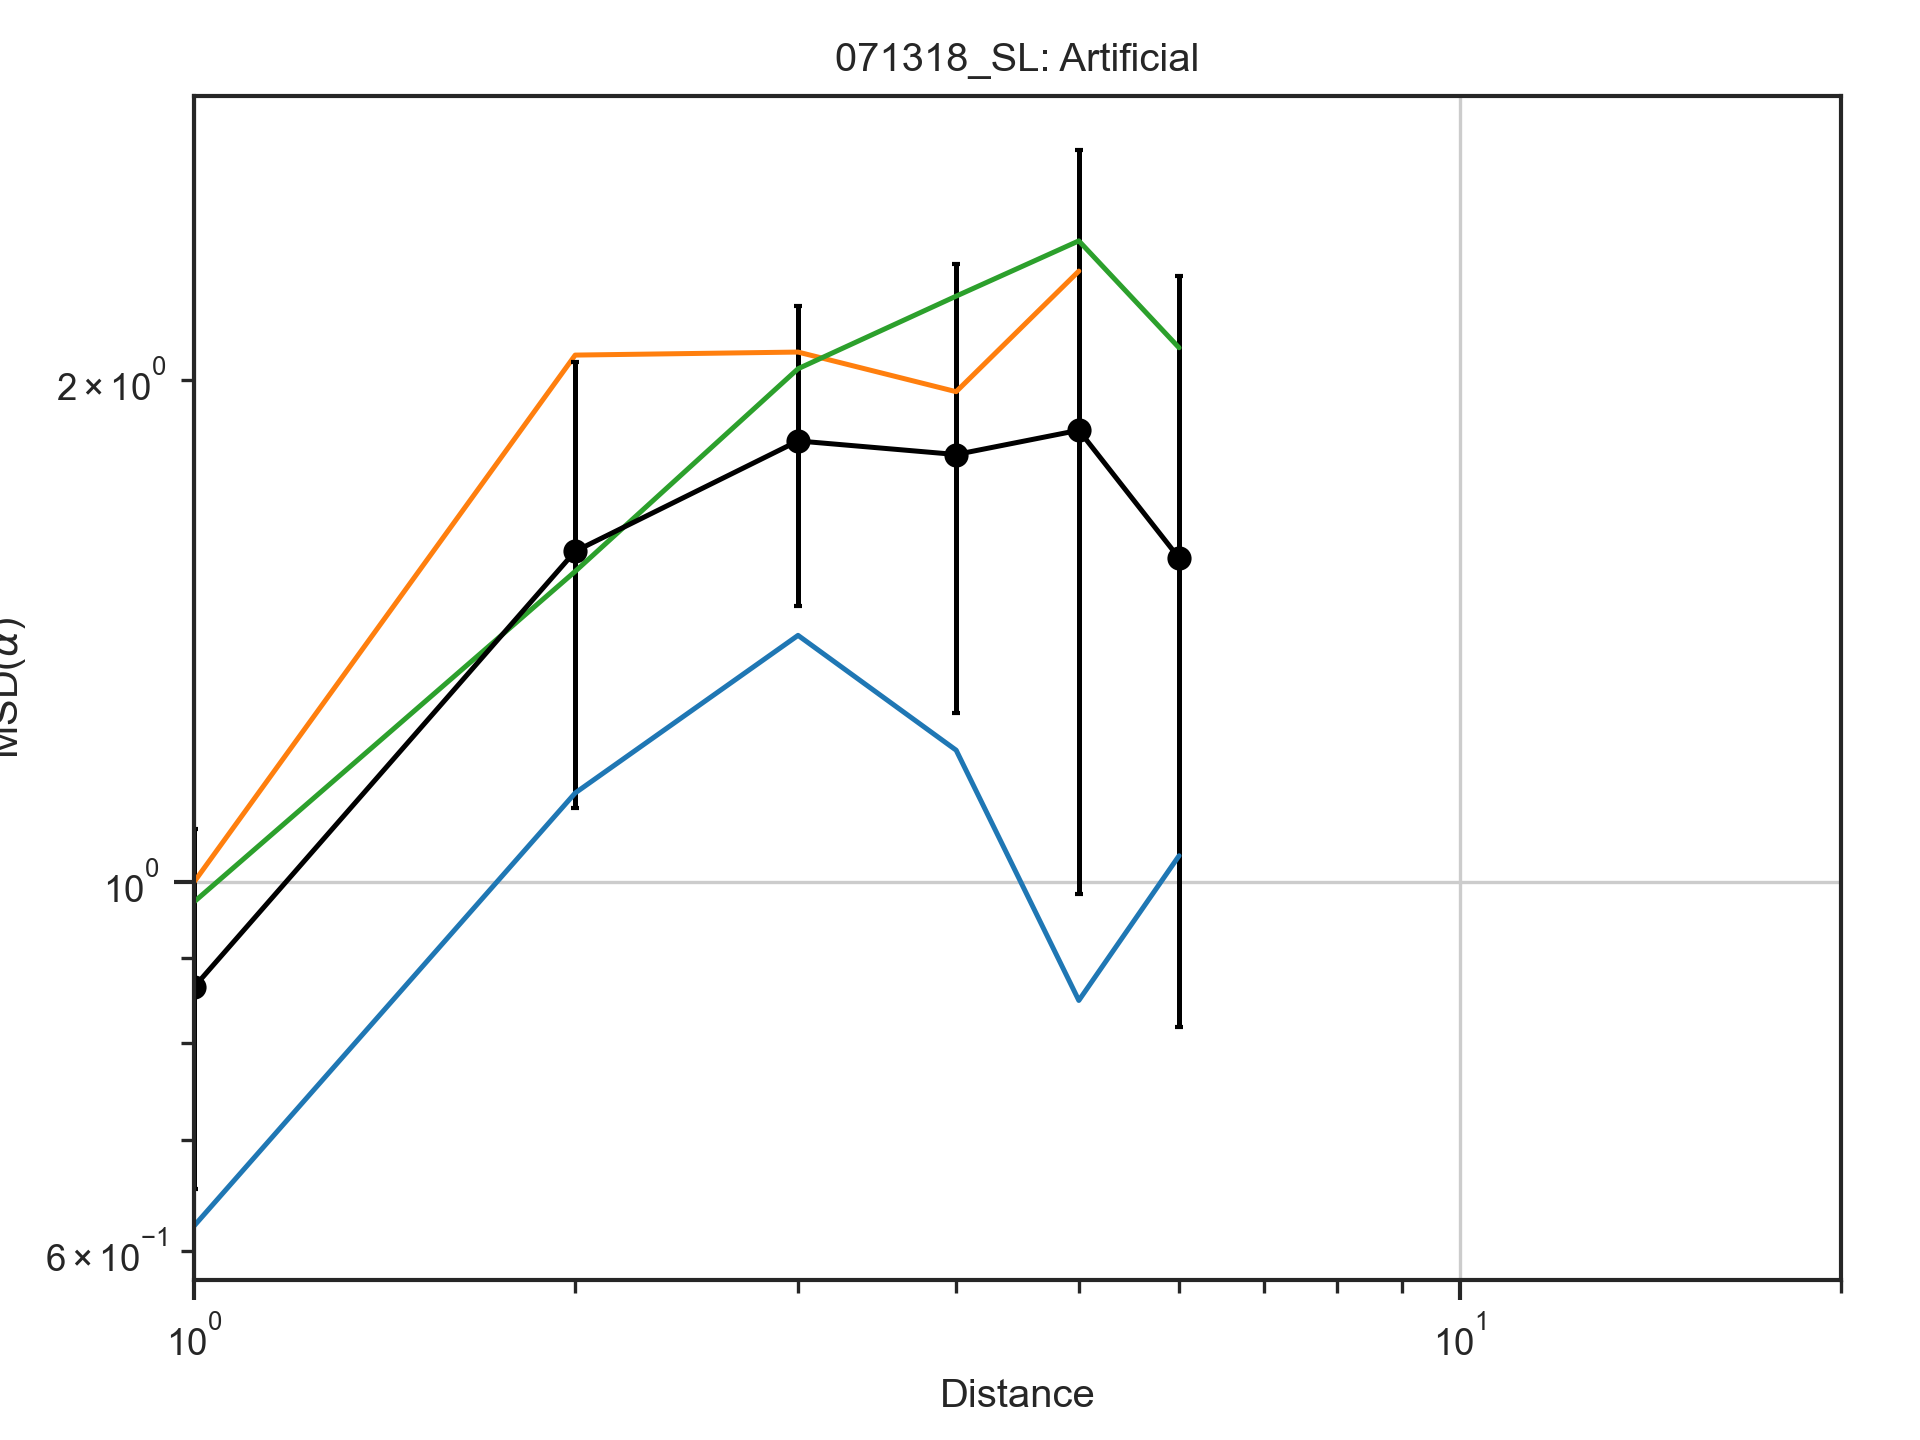 071318_SL: Artificial
MSD(α)
2 × 10⁰
10⁰
6 × 10⁻¹
10⁰ 10¹
Distance